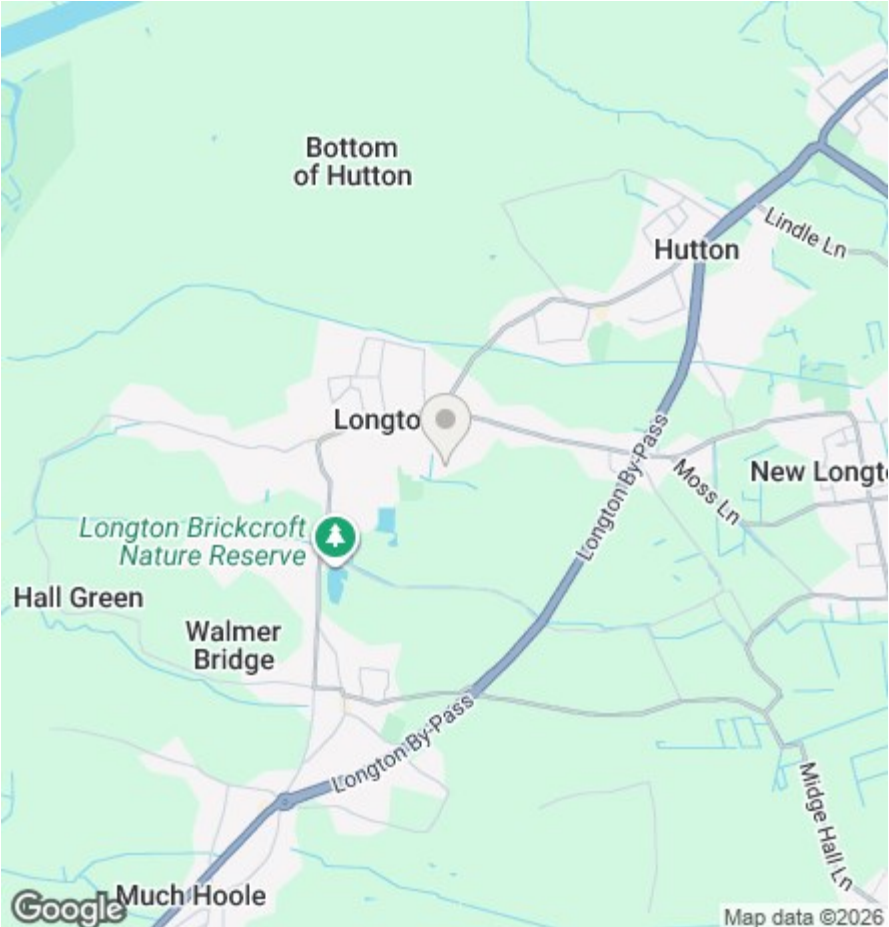 Bottom
of Hutton
Lindle Ln
Hutton
Longto
Longton By-Pass
Moss Ln
New Longt
Longton Brickcroft
Nature Reserve
Hall Green
Walmer
Bridge
Longton By-Pass
Midge Hall Ln
Much Hoole
Google
Map data ©2026